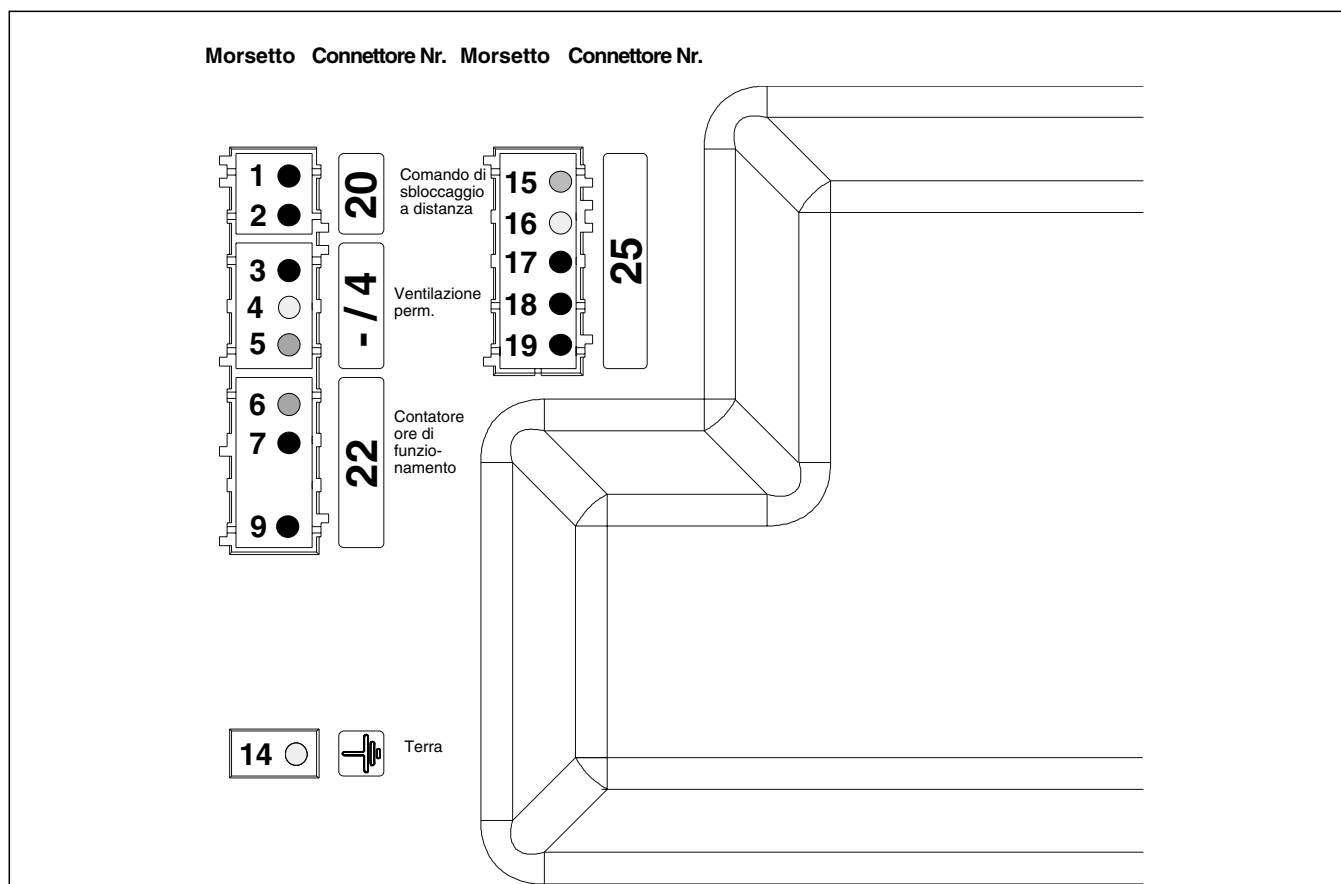 Morsetto Connettore Nr. Morsetto Connettore Nr.
1
2
20
Comando di
sbloccaggio
a distanza
3
4
5
- / 4
Ventilazione
perm.
6
7
9
22
Contatore
ore di
funzio-
namento
15
16
17
18
19
25
14
Terra